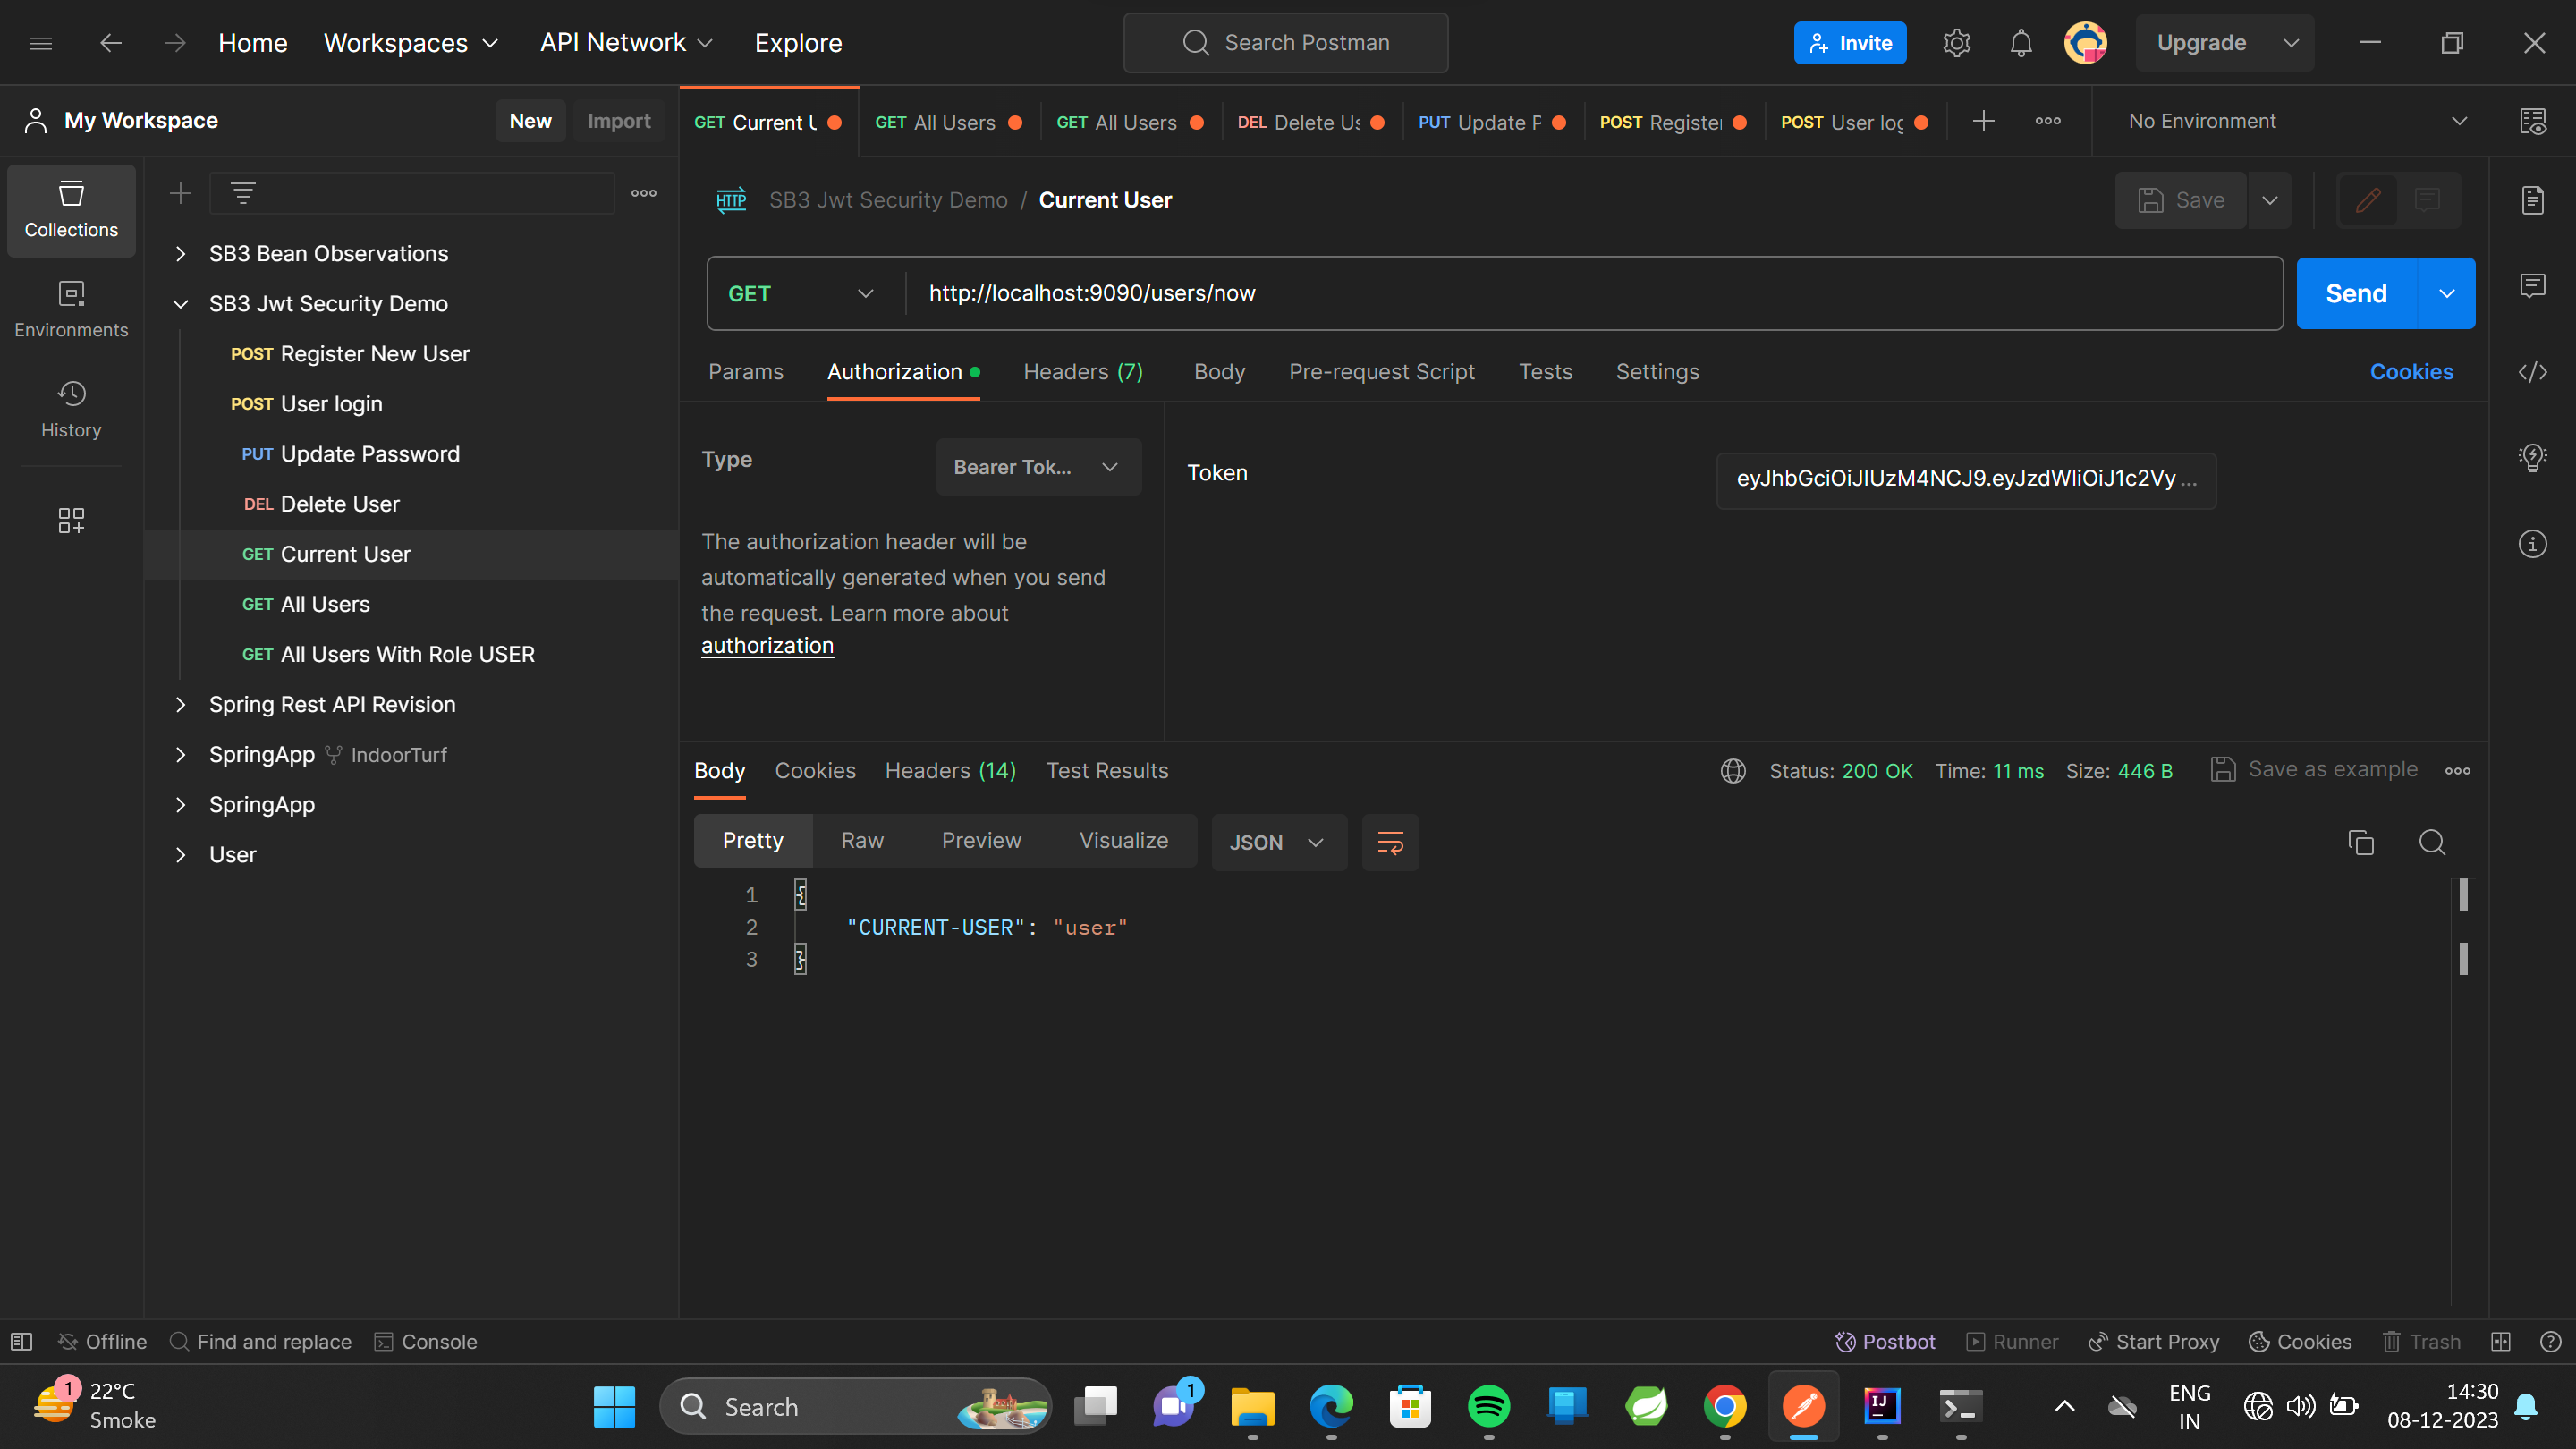 Home Workspaces API Network Explore Search Postman Invite Upgrade
My Workspace New Import
GET Current U GET All Users GET All Users DEL Delete Us PUT Update P POST Register POST User log No Environment
Collections
Environments
History
SB3 Bean Observations
SB3 Jwt Security Demo
POST Register New User
POST User login
PUT Update Password
DEL Delete User
GET Current User
GET All Users
GET All Users With Role USER
Spring Rest API Revision
SpringApp IndoorTurf
SpringApp
User
HTTP SB3 Jwt Security Demo / Current User Save
GET http://localhost:9090/users/now Send
Params Authorization Headers (7) Body Pre-request Script Tests Settings Cookies
Type Bearer Tok...
The authorization header will be
automatically generated when you send
the request. Learn more about
authorization
Token eyJhbGciOiJIUzM4NCJ9.eyJzdWIiOiJ1c2Vy ...
Body Cookies Headers (14) Test Results Status: 200 OK Time: 11 ms Size: 446 B Save as example
Pretty Raw Preview Visualize JSON
1 {
2 "CURRENT-USER": "user"
3 }
Offline Find and replace Console Postbot Runner Start Proxy Cookies Trash
1 22°C
Smoke
Search
1
IJ
ENG
IN
14:30
08-12-2023